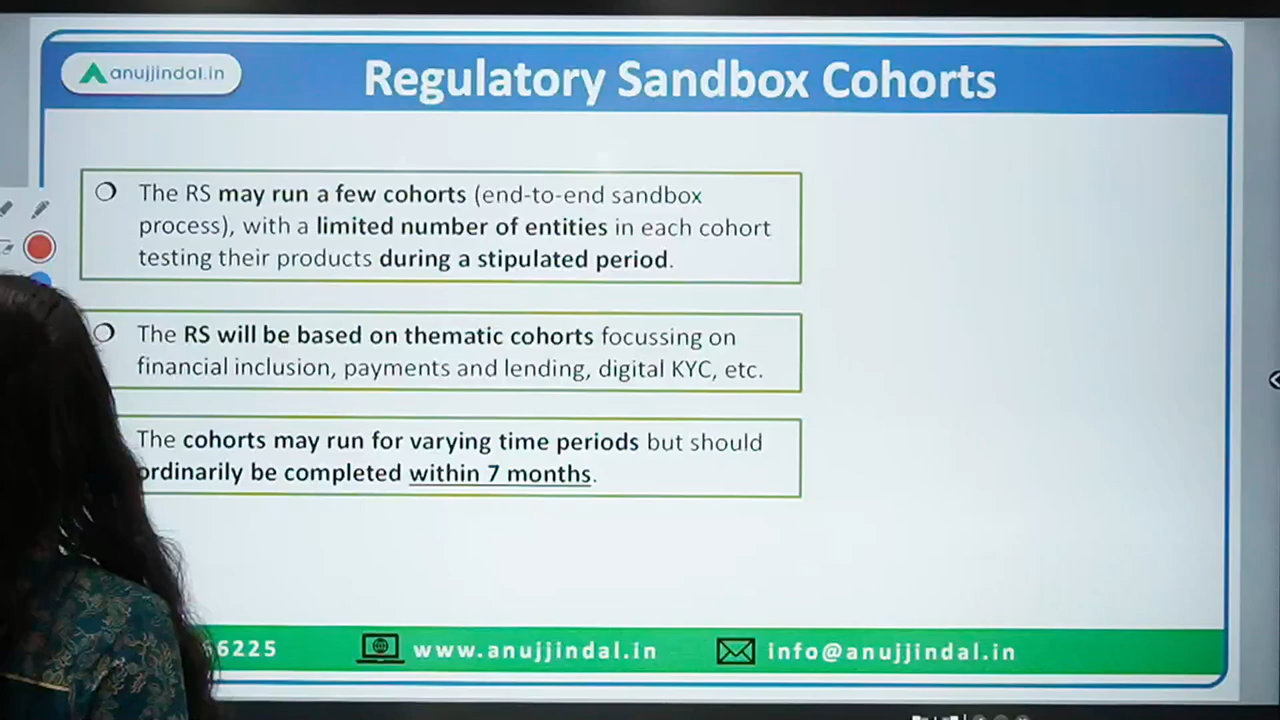 anujjindal.in
Regulatory Sandbox Cohorts
The RS may run a few cohorts (end-to-end sandbox
process), with a limited number of entities in each cohort
testing their products during a stipulated period.
The RS will be based on thematic cohorts focussing on
financial inclusion, payments and lending, digital KYC, etc.
The cohorts may run for varying time periods but should
ordinarily be completed within 7 months.
6225 www.anujjindal.in info@anujjindal.in